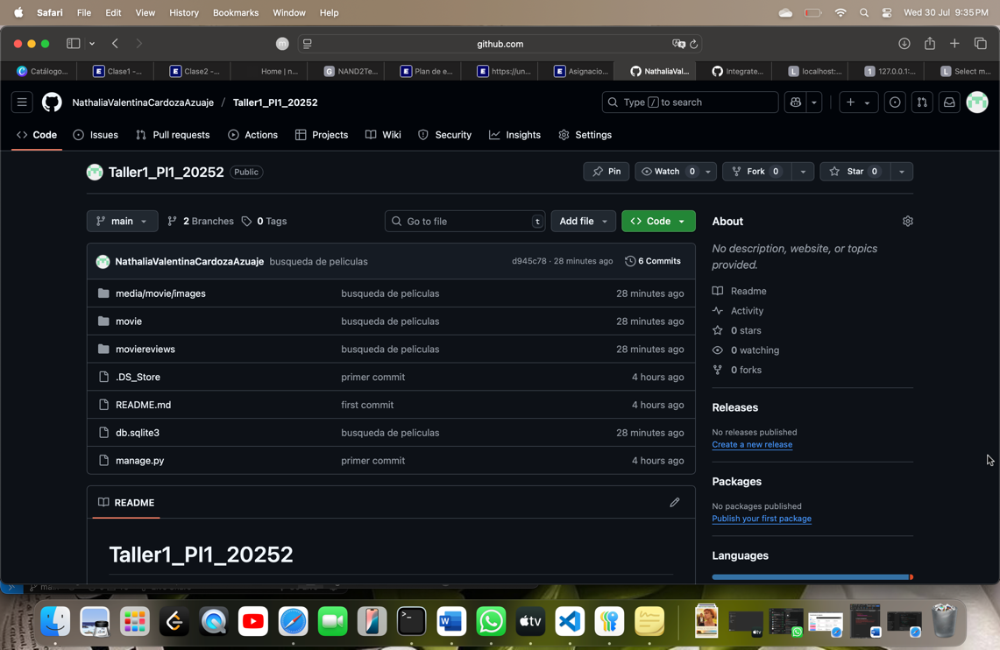 Safari File Edit View History Bookmarks Window Help Wed 30 Jul 9:35 PM
m github.com
Catálogo... Clase1 -... Clase2 -... Home | n... NAND2Te... Plan de e... https://un... Asignacio... NathaliaVal... Integrate... localhost:... 127.0.0.1:... Select m...
NathaliaValentinaCardozaAzuaje / Taller1_PI1_20252 Type / to search
Code Issues Pull requests Actions Projects Wiki Security Insights Settings
Taller1_PI1_20252 Public Pin Watch 0 Fork 0 Star 0
main 2 Branches 0 Tags Go to file t Add file Code
About
No description, website, or topics
provided.
NathaliaValentinaCardozaAzuaje busqueda de peliculas d945c78 · 28 minutes ago 6 Commits
media/movie/images busqueda de peliculas 28 minutes ago
movie busqueda de peliculas 28 minutes ago
moviereviews busqueda de peliculas 28 minutes ago
.DS_Store primer commit 4 hours ago
README.md first commit 4 hours ago
db.sqlite3 busqueda de peliculas 28 minutes ago
manage.py primer commit 4 hours ago
Readme
Activity
0 stars
0 watching
0 forks
Releases
No releases published
Create a new release
Packages
No packages published
Publish your first package
Languages
README
Taller1_PI1_20252
tv